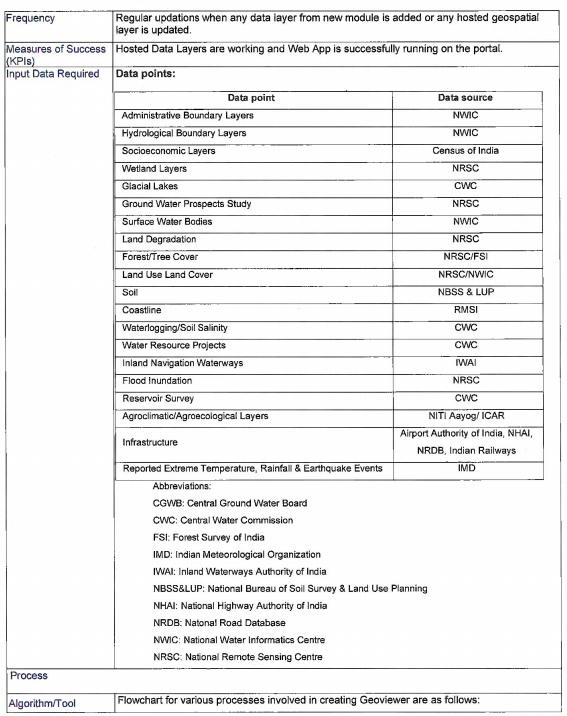 Frequency
Regular updations when any data layer from new module is added or any hosted geospatial
layer is updated.
Measures of Success
(KPIs)
Hosted Data Layers are working and Web App is successfully running on the portal.
Input Data Required
Data points:
Data point Data source
Administrative Boundary Layers NWIC
Hydrological Boundary Layers NWIC
Socioeconomic Layers Census of India
Wetland Layers NRSC
Glacial Lakes CWC
Ground Water Prospects Study NRSC
Surface Water Bodies NWIC
Land Degradation NRSC
Forest/Tree Cover NRSC/FSI
Land Use Land Cover NRSC/NWIC
Soil NBSS & LUP
Coastline RMSI
Waterlogging/Soil Salinity CWC
Water Resource Projects CWC
Inland Navigation Waterways IWAI
Flood Inundation NRSC
Reservoir Survey CWC
Agroclimatic/Agroecological Layers NITI Aayog/ ICAR
Infrastructure
Airport Authority of India, NHAI,
NRDB, Indian Railways
Reported Extreme Temperature, Rainfall & Earthquake Events IMD
Abbreviations:
CGWB: Central Ground Water Board
CWC: Central Water Commission
FSI: Forest Survey of India
IMD: Indian Meteorological Organization
IWAI: Inland Waterways Authority of India
NBSS&LUP: National Bureau of Soil Survey & Land Use Planning
NHAI: National Highway Authority of India
NRDB: Natonal Road Database
NWIC: National Water Informatics Centre
NRSC: National Remote Sensing Centre
Process
Algorithm/Tool
Flowchart for various processes involved in creating Geoviewer are as follows: